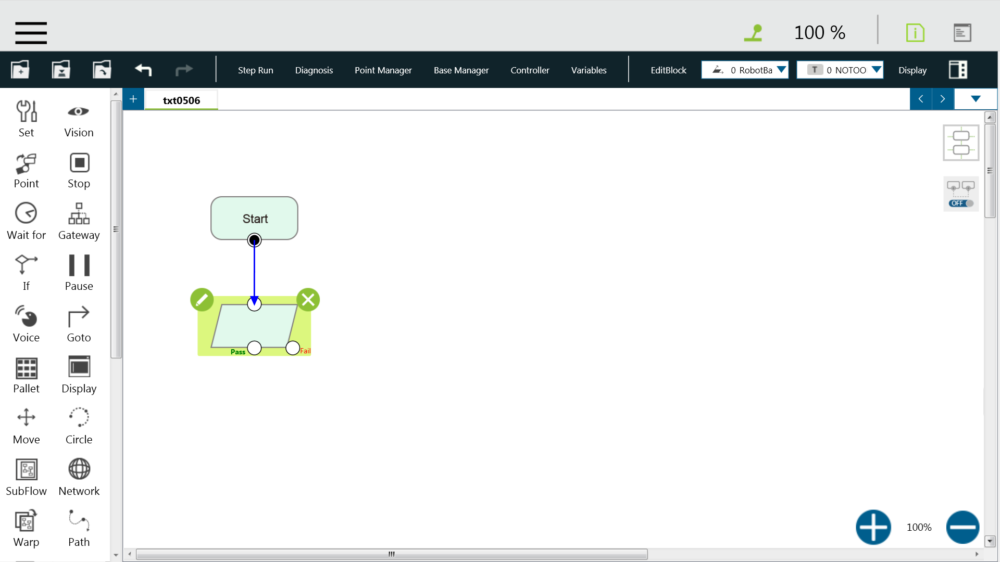 100 %
Step Run
Diagnosis
Point Manager
Base Manager
Controller
Variables
EditBlock
0 RobotBa
T 0 NOTOO
Display
+ txt0506
Set
Vision
Point
Stop
Wait for
Gateway
If
Pause
Voice
Goto
Pallet
Display
Move
Circle
SubFlow
Network
Warp
Path
Start
Pass
Fail
OFF
100%